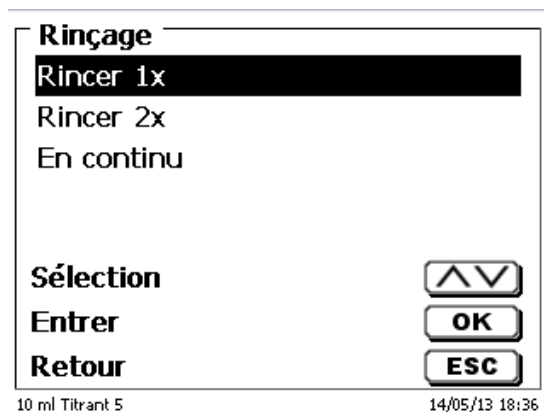 Rinçage
Rincer 1x
Rincer 2x
En continu
Sélection
Entrer OK
Retour ESC
10 ml Titrant 5 14/05/13 18:36